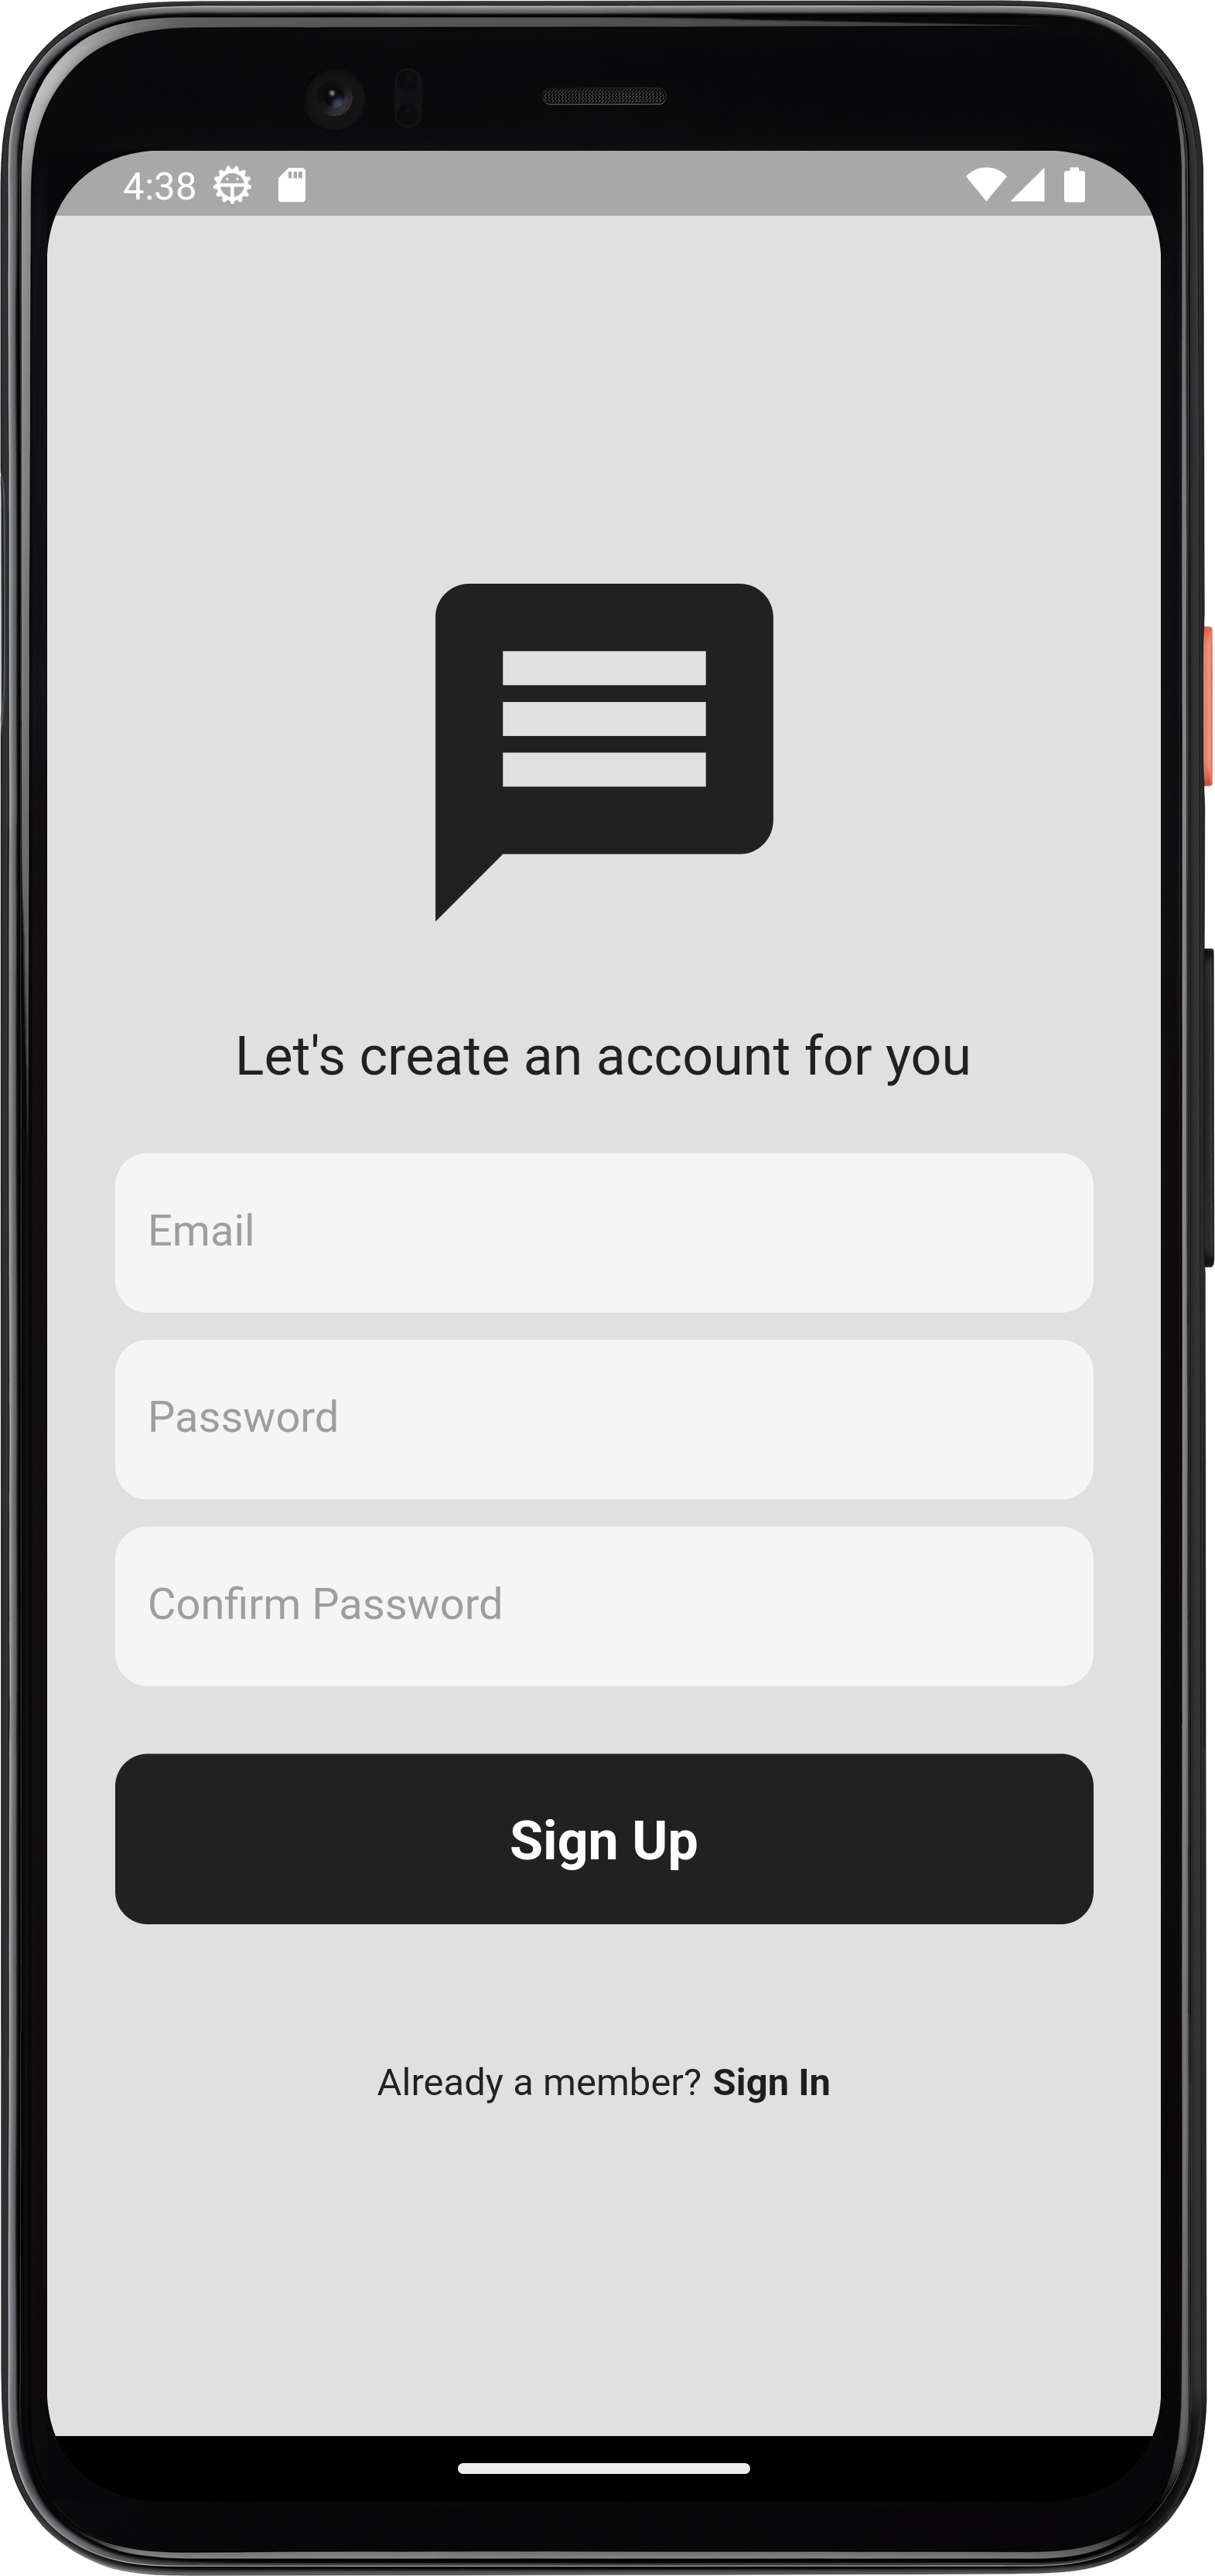 4:38
Let's create an account for you
Email
Password
Confirm Password
Sign Up
Already a member? Sign In